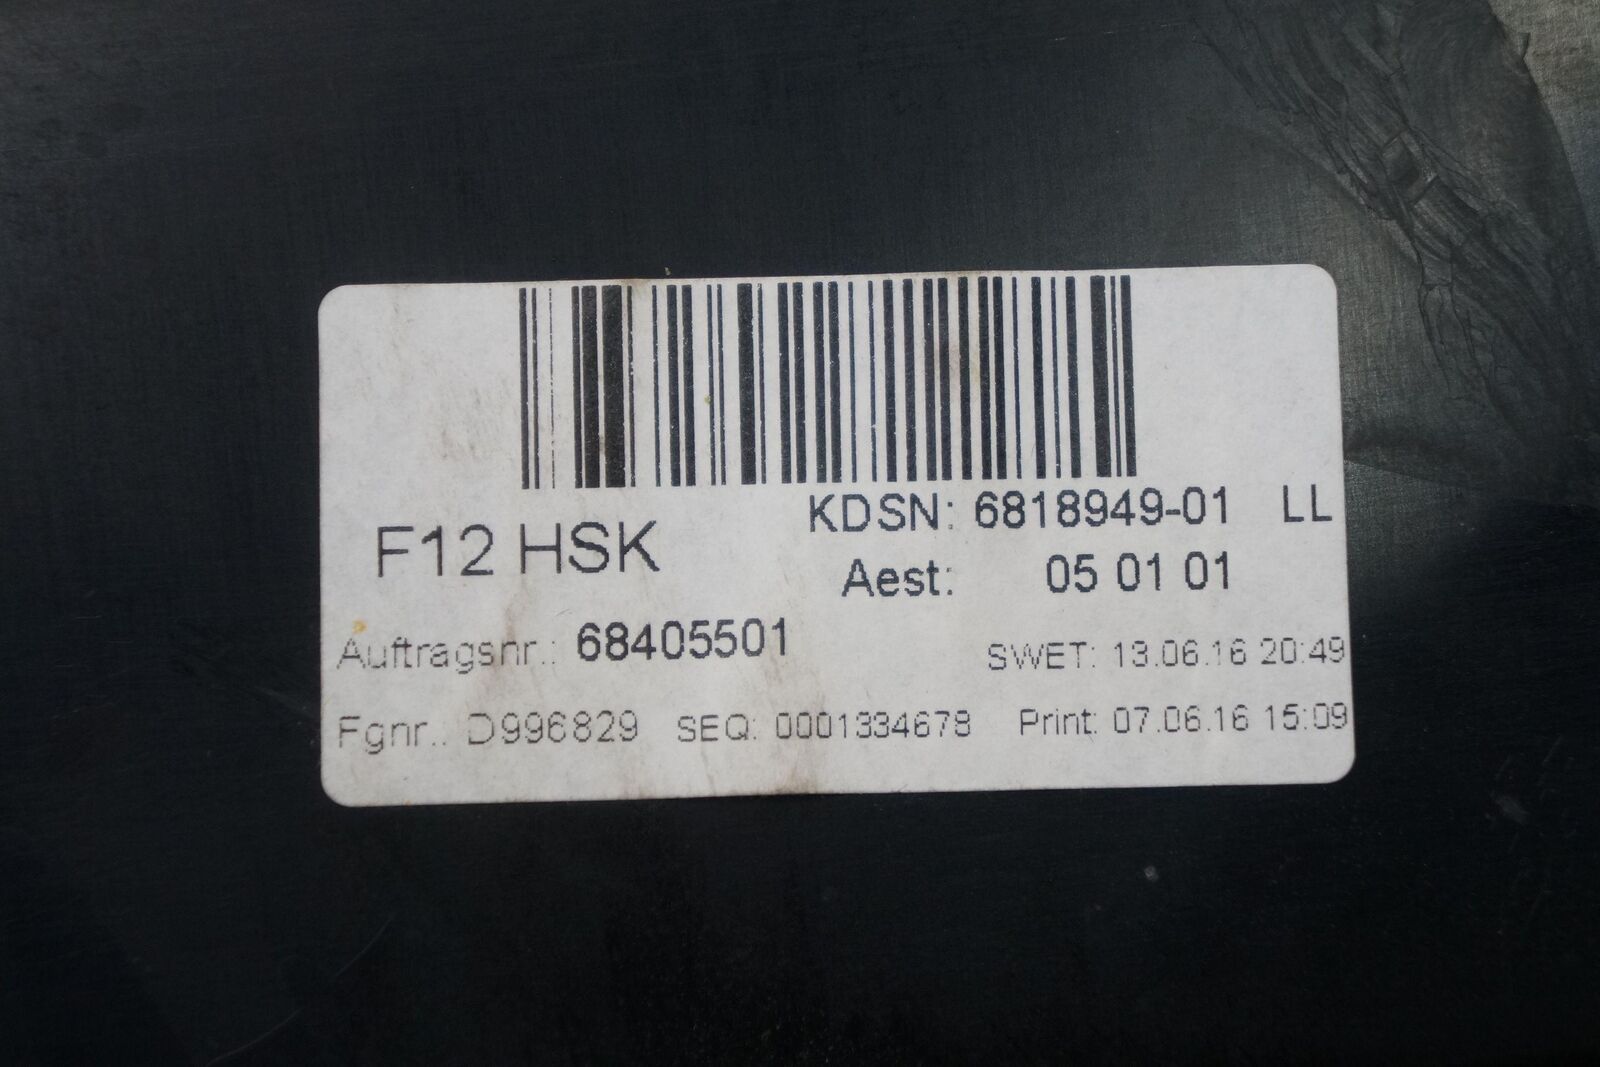 KDSN: 6818949-01 LL
F12 HSK
Aest: 05 01 01
Auftragsnr.: 68405501
SWET: 13.06.16 20:49
Fgnr.: D996829 SEQ: 0001334678 Print: 07.06.16 15:09